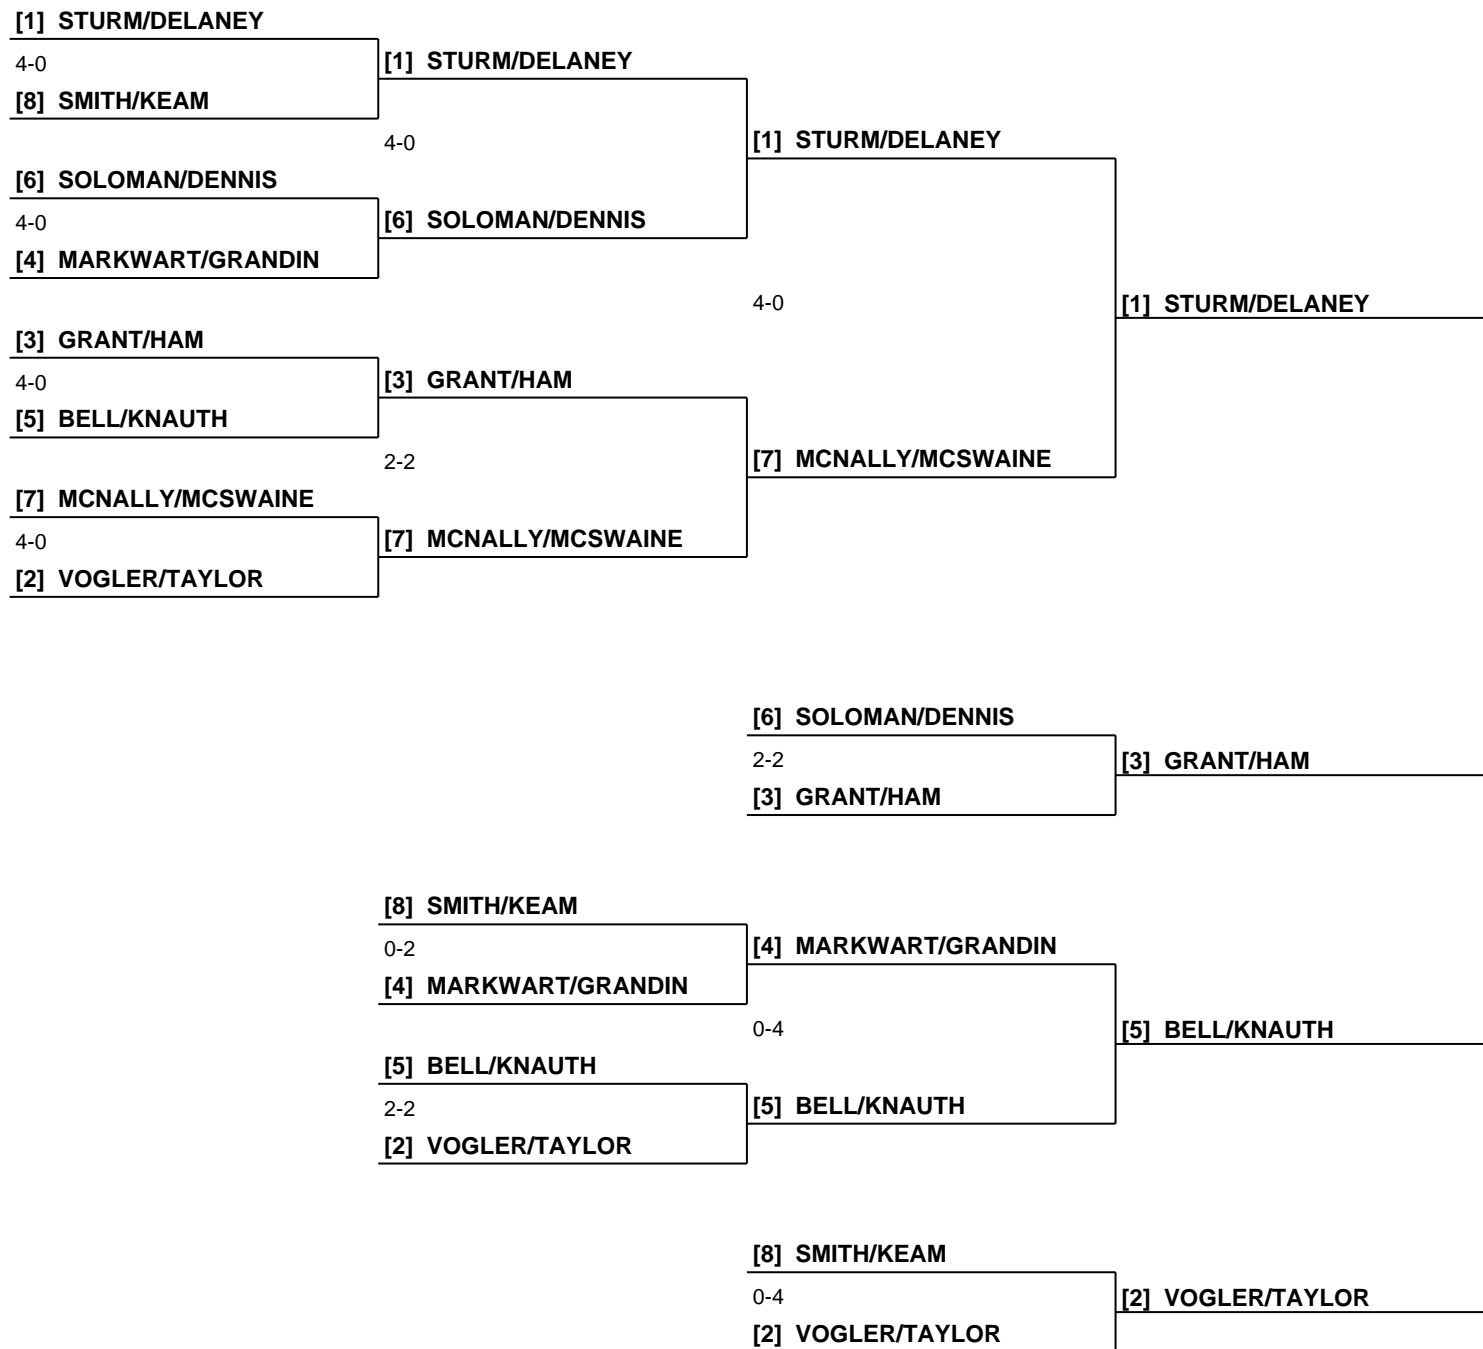 [1] STURM/DELANEY
4-0
[1] STURM/DELANEY
[8] SMITH/KEAM
4-0
[1] STURM/DELANEY
[6] SOLOMAN/DENNIS
4-0
[6] SOLOMAN/DENNIS
[4] MARKWART/GRANDIN
4-0
[1] STURM/DELANEY
[3] GRANT/HAM
4-0
[3] GRANT/HAM
[5] BELL/KNAUTH
2-2
[7] MCNALLY/MCSWAINE
[7] MCNALLY/MCSWAINE
4-0
[7] MCNALLY/MCSWAINE
[2] VOGLER/TAYLOR
[6] SOLOMAN/DENNIS
2-2
[3] GRANT/HAM
[3] GRANT/HAM
[8] SMITH/KEAM
0-2
[4] MARKWART/GRANDIN
[4] MARKWART/GRANDIN
0-4
[5] BELL/KNAUTH
[5] BELL/KNAUTH
2-2
[5] BELL/KNAUTH
[2] VOGLER/TAYLOR
[8] SMITH/KEAM
0-4
[2] VOGLER/TAYLOR
[2] VOGLER/TAYLOR